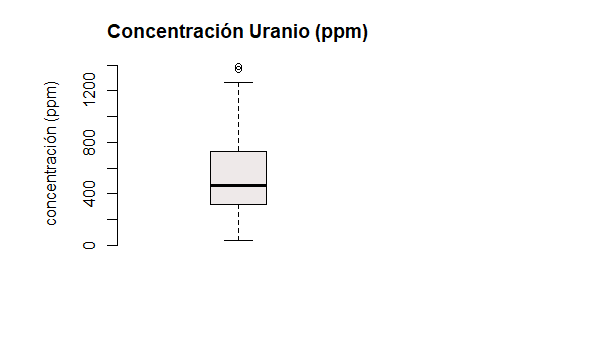 Concentración Uranio (ppm)
concentración (ppm)
1200
800
400
0